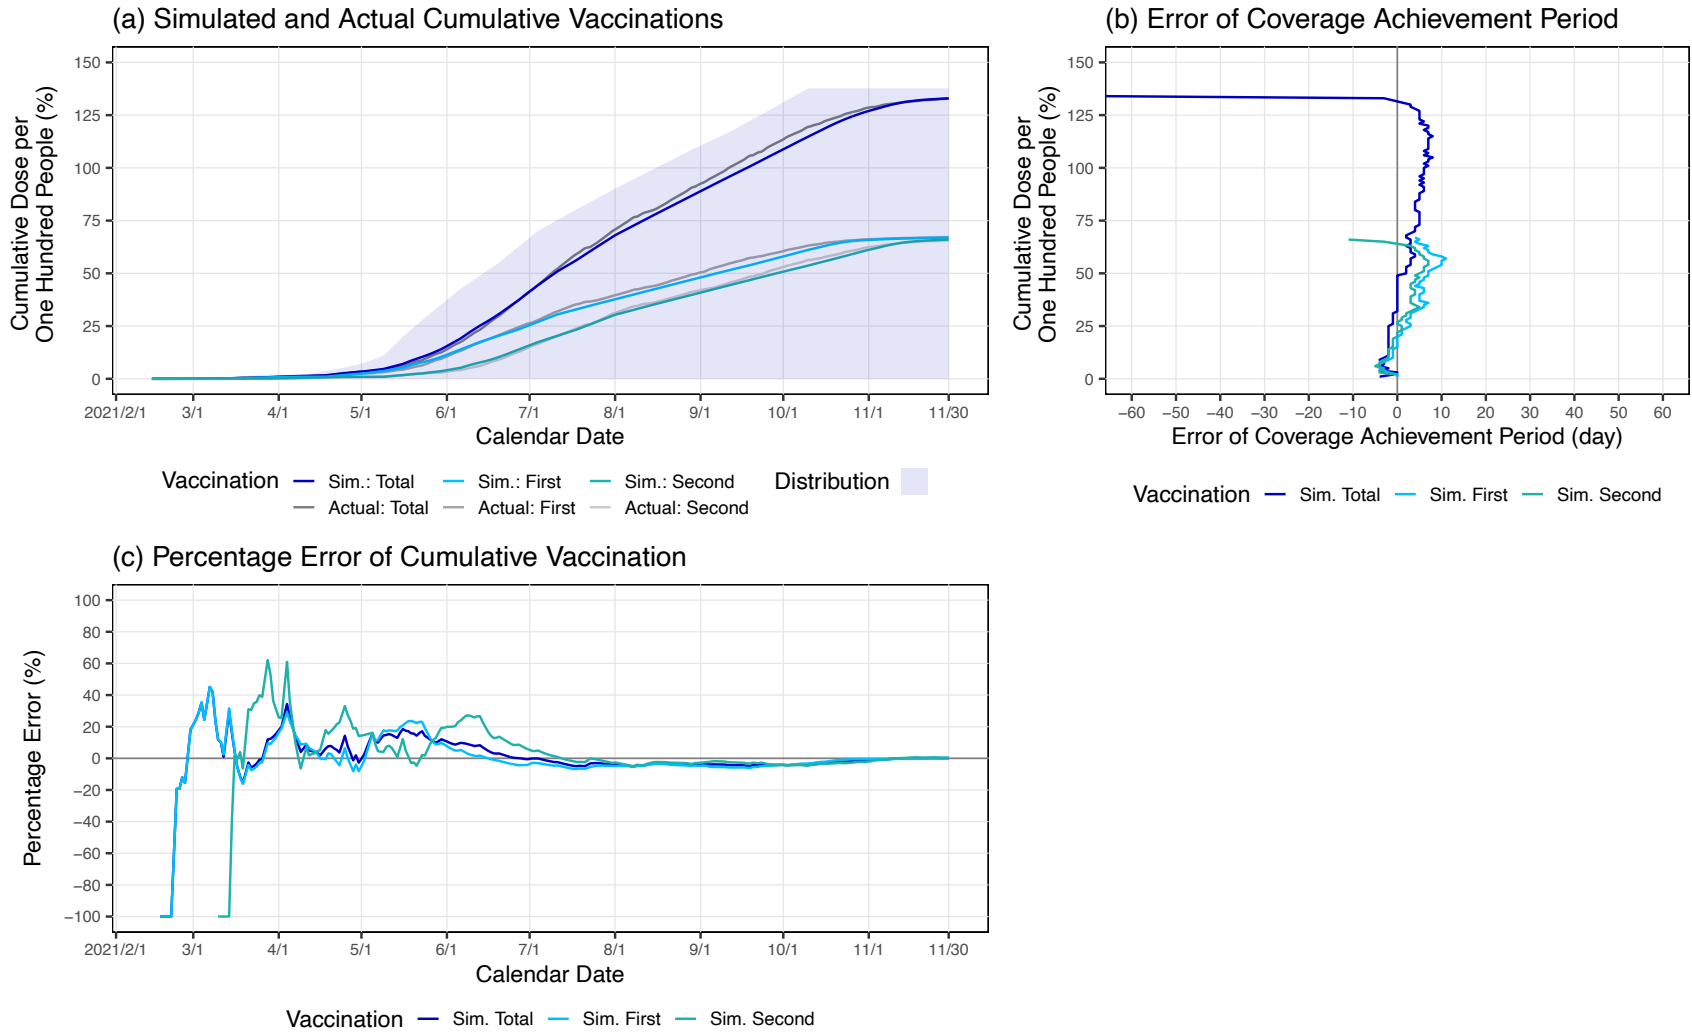 (a) Simulated and Actual Cumulative Vaccinations
Cumulative Dose per
One Hundred People (%)
150
125
100
75
50
25
0
2021/2/1 3/1 4/1 5/1 6/1 7/1 8/1 9/1 10/1 11/1 11/30
Calendar Date
Vaccination Sim.: Total Sim.: First Sim.: Second Distribution
Actual: Total Actual: First Actual: Second
(b) Error of Coverage Achievement Period
Cumulative Dose per
One Hundred People (%)
150
125
100
75
50
25
0
−60 −50 −40 −30 −20 −10 0 10 20 30 40 50 60
Error of Coverage Achievement Period (day)
Vaccination Sim. Total Sim. First Sim. Second
(c) Percentage Error of Cumulative Vaccination
Percentage Error (%)
100
80
60
40
20
0
−20
−40
−60
−80
−100
2021/2/1 3/1 4/1 5/1 6/1 7/1 8/1 9/1 10/1 11/1 11/30
Calendar Date
Vaccination Sim. Total Sim. First Sim. Second